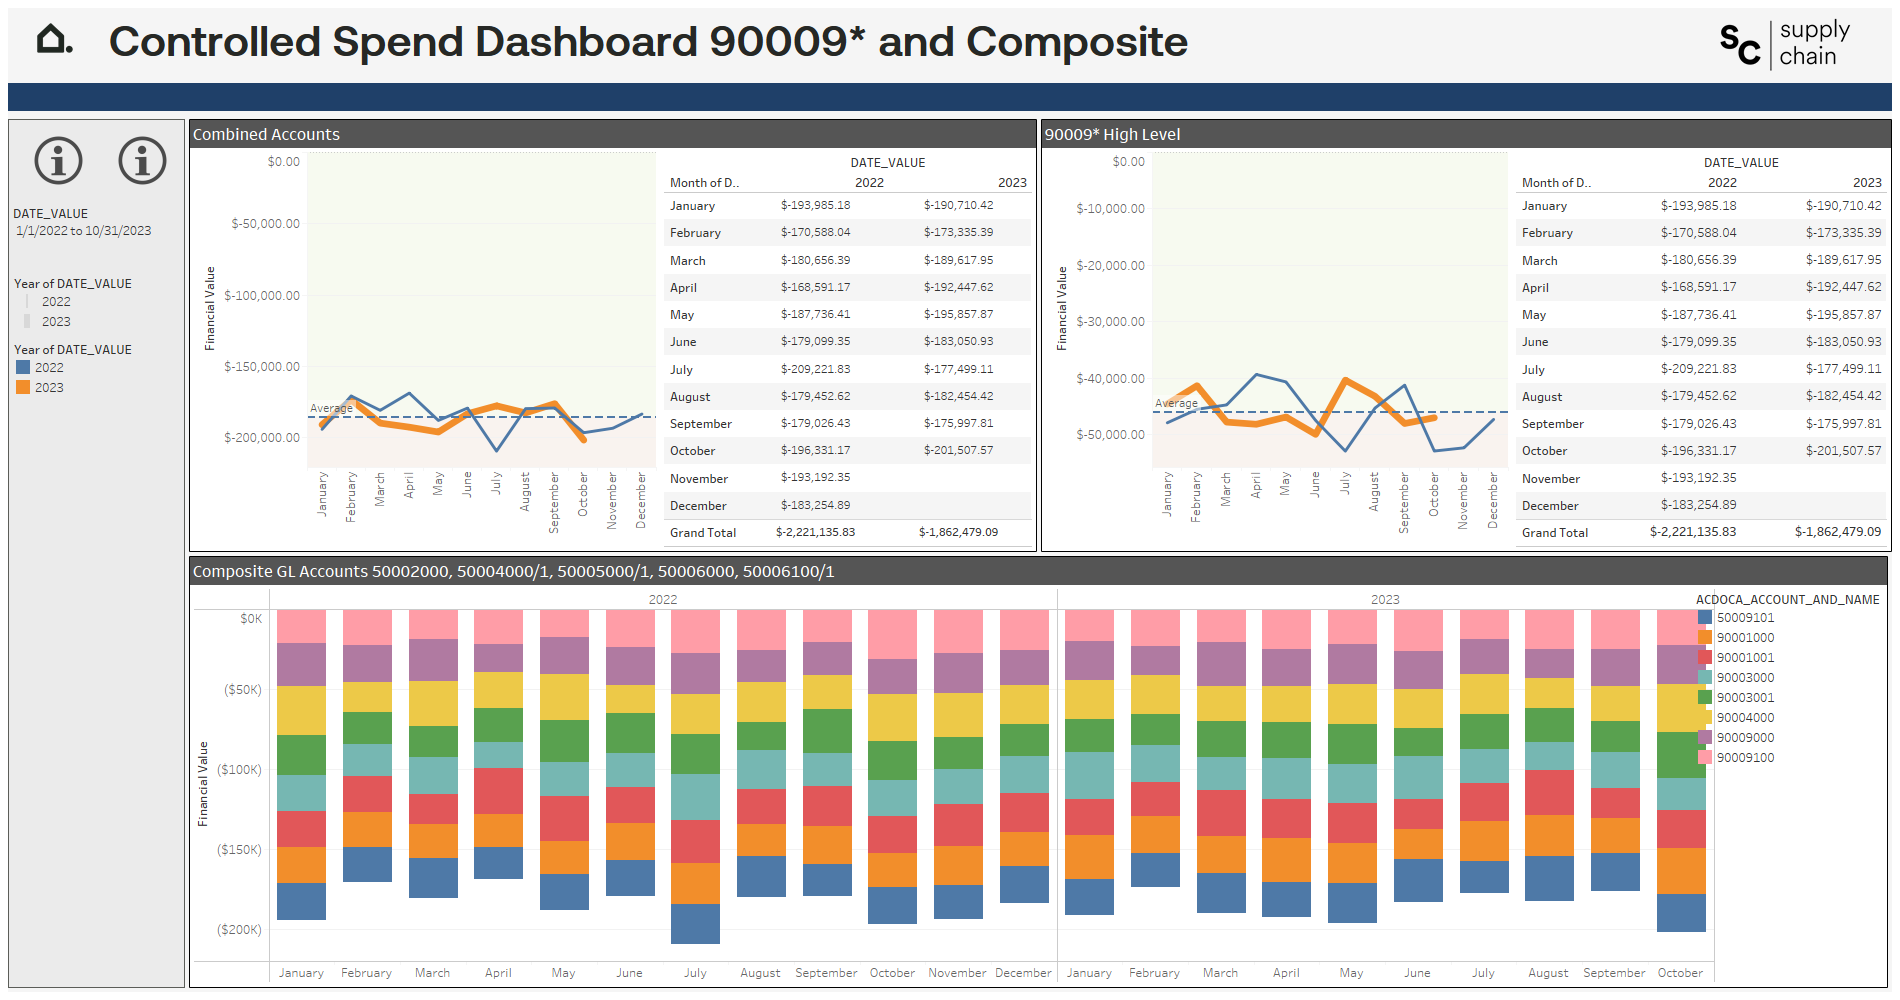 Controlled Spend Dashboard 90009* and Composite
SC
supply
chain
DATE_VALUE
1/1/2022 to 10/31/2023
Year of DATE_VALUE
2022
2023
Year of DATE_VALUE
2022
2023
Combined Accounts
Financial Value
$0.00
$-50,000.00
$-100,000.00
$-150,000.00
$-200,000.00
Average
January February March April May June July August September October November December
DATE_VALUE
Month of D.. 2022 2023
January $-193,985.18 $-190,710.42
February $-170,588.04 $-173,335.39
March $-180,656.39 $-189,617.95
April $-168,591.17 $-192,447.62
May $-187,736.41 $-195,857.87
June $-179,099.35 $-183,050.93
July $-209,221.83 $-177,499.11
August $-179,452.62 $-182,454.42
September $-179,026.43 $-175,997.81
October $-196,331.17 $-201,507.57
November $-193,192.35
December $-183,254.89
Grand Total $-2,221,135.83 $-1,862,479.09
90009* High Level
Financial Value
$0.00
$-10,000.00
$-20,000.00
$-30,000.00
$-40,000.00
$-50,000.00
Average
January February March April May June July August September October November December
DATE_VALUE
Month of D.. 2022 2023
January $-193,985.18 $-190,710.42
February $-170,588.04 $-173,335.39
March $-180,656.39 $-189,617.95
April $-168,591.17 $-192,447.62
May $-187,736.41 $-195,857.87
June $-179,099.35 $-183,050.93
July $-209,221.83 $-177,499.11
August $-179,452.62 $-182,454.42
September $-179,026.43 $-175,997.81
October $-196,331.17 $-201,507.57
November $-193,192.35
December $-183,254.89
Grand Total $-2,221,135.83 $-1,862,479.09
Composite GL Accounts 50002000, 50004000/1, 50005000/1, 50006000, 50006100/1
2022 2023
Financial Value
$0K
($50K)
($100K)
($150K)
($200K)
January February March April May June July August September October November December January February March April May June July August September October
ACDOCA_ACCOUNT_AND_NAME
50009101
90001000
90001001
90003000
90003001
90004000
90009000
90009100